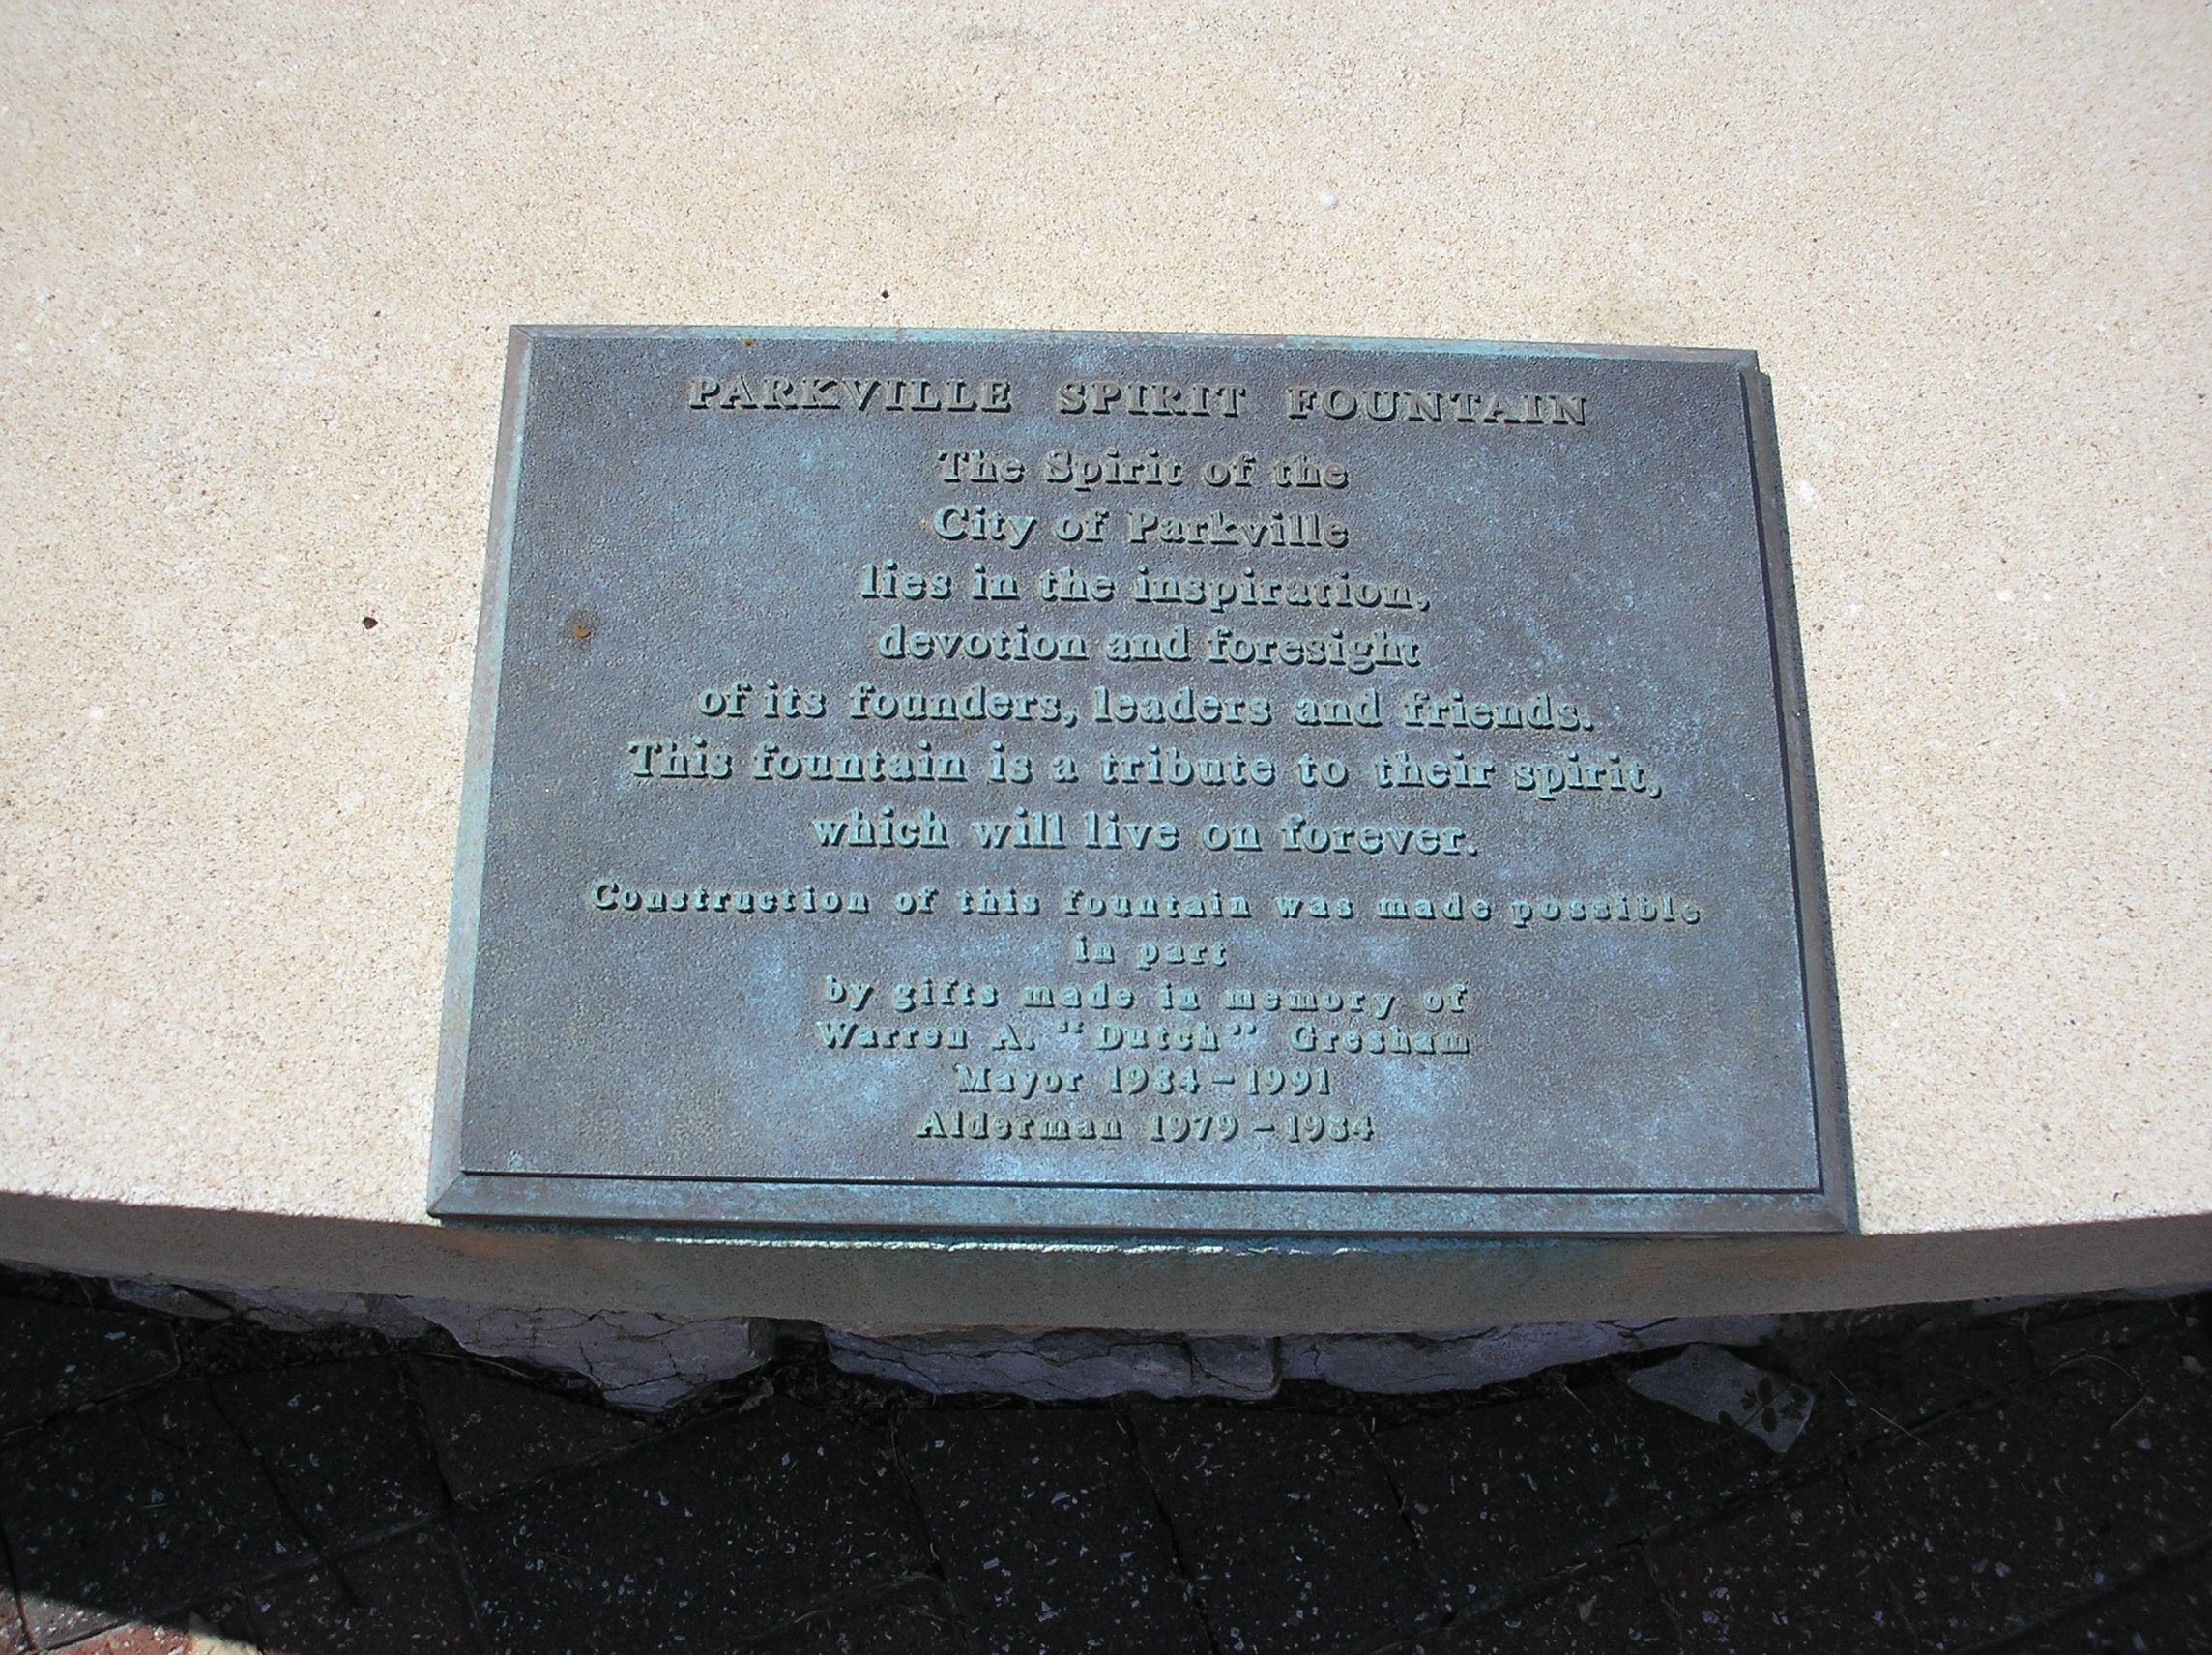 PARKVILLE SPIRIT FOUNTAIN
The Spirit of the
City of Parkville
lies in the inspiration,
devotion and foresight
of its founders, leaders and friends.
This fountain is a tribute to their spirit,
which will live on forever.
Construction of this fountain was made possible
in part
by gifts made in memory of
Warren A. "Dutch" Gresham
Mayor 1984-1991
Alderman 1979-1984